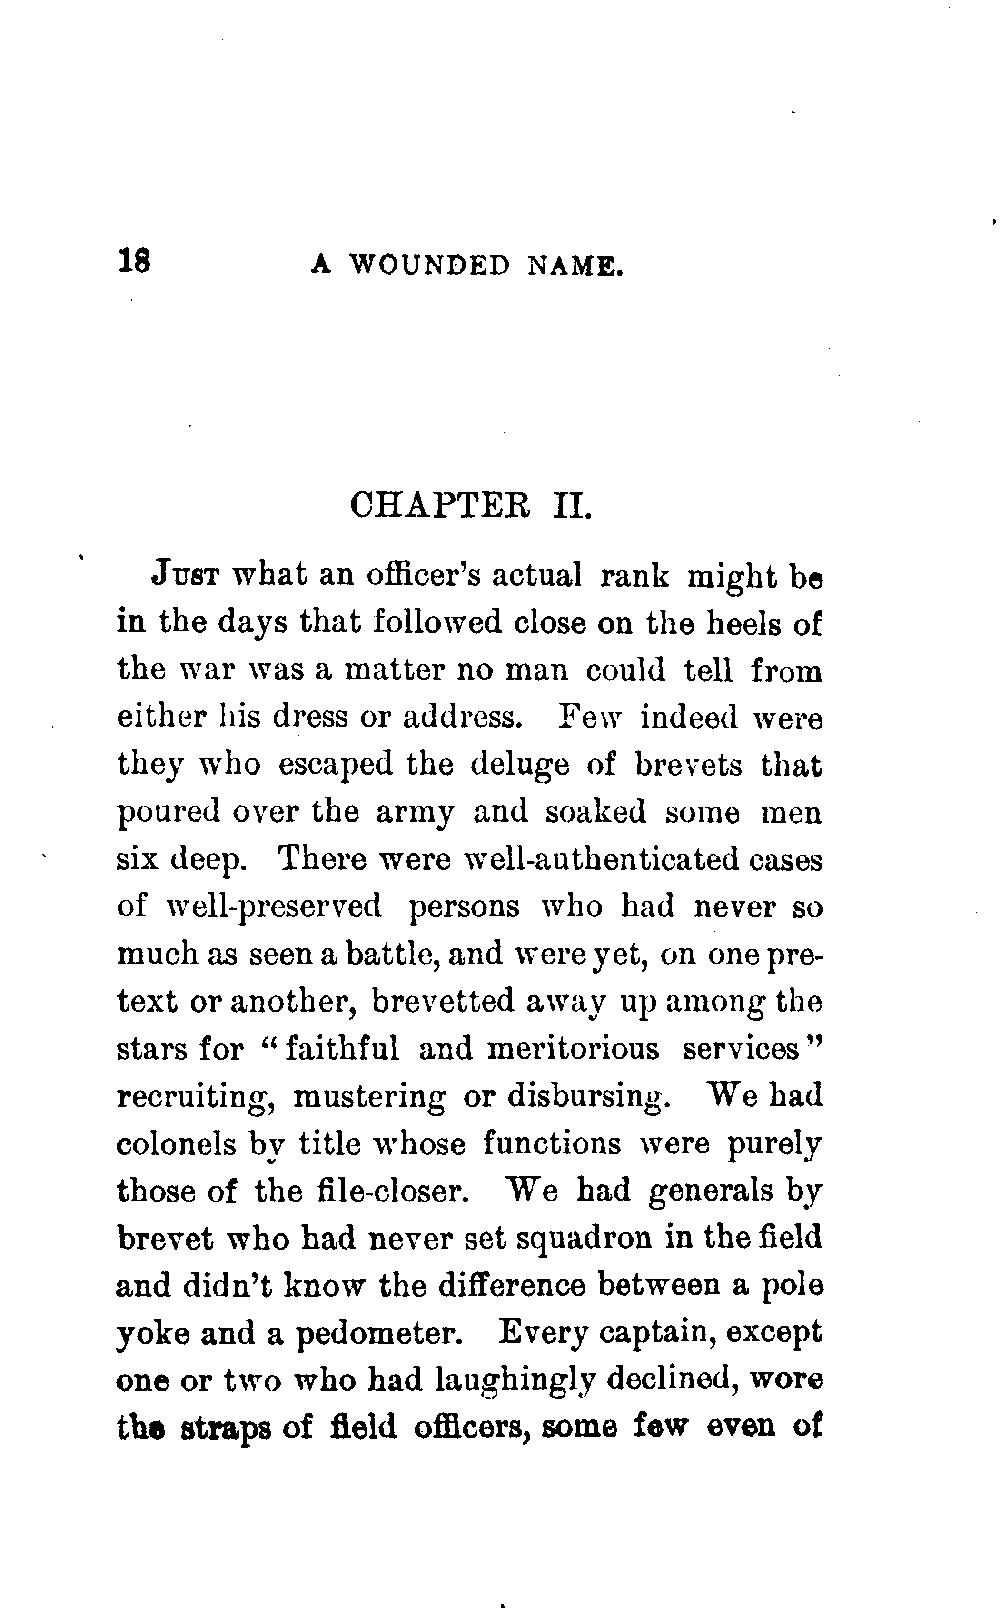 18 A WOUNDED NAME.
CHAPTER II.
JUST what an officer's actual rank might be
in the days that followed close on the heels of
the war was a matter no man could tell from
either his dress or address. Few indeed were
they who escaped the deluge of brevets that
poured over the army and soaked some men
six deep. There were well-authenticated cases
of well-preserved persons who had never so
much as seen a battle, and were yet, on one pre-
text or another, brevetted away up among the
stars for "faithful and meritorious services"
recruiting, mustering or disbursing. We had
colonels by title whose functions were purely
those of the file-closer. We had generals by
brevet who had never set squadron in the field
and didn't know the difference between a pole
yoke and a pedometer. Every captain, except
one or two who had laughingly declined, wore
the straps of field officers, some few even of